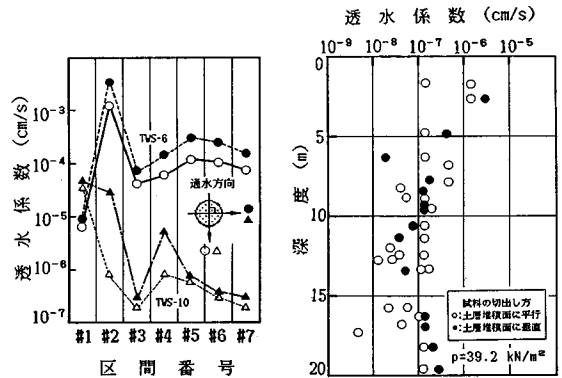 透水係数 (cm/s)
10⁻³
10⁻⁴
10⁻⁵
10⁻⁶
10⁻⁷
TWS-6
通水方向
TWS-10
#1 #2 #3 #4 #5 #6 #7
区間番号
透水係数 (cm/s)
10⁻⁹ 10⁻⁸ 10⁻⁷ 10⁻⁶ 10⁻⁵
0
5
10
15
20
深度 (m)
試料の切出し方
○:土層堆積面に平行
●:土層堆積面に垂直
p=39.2 kN/m²